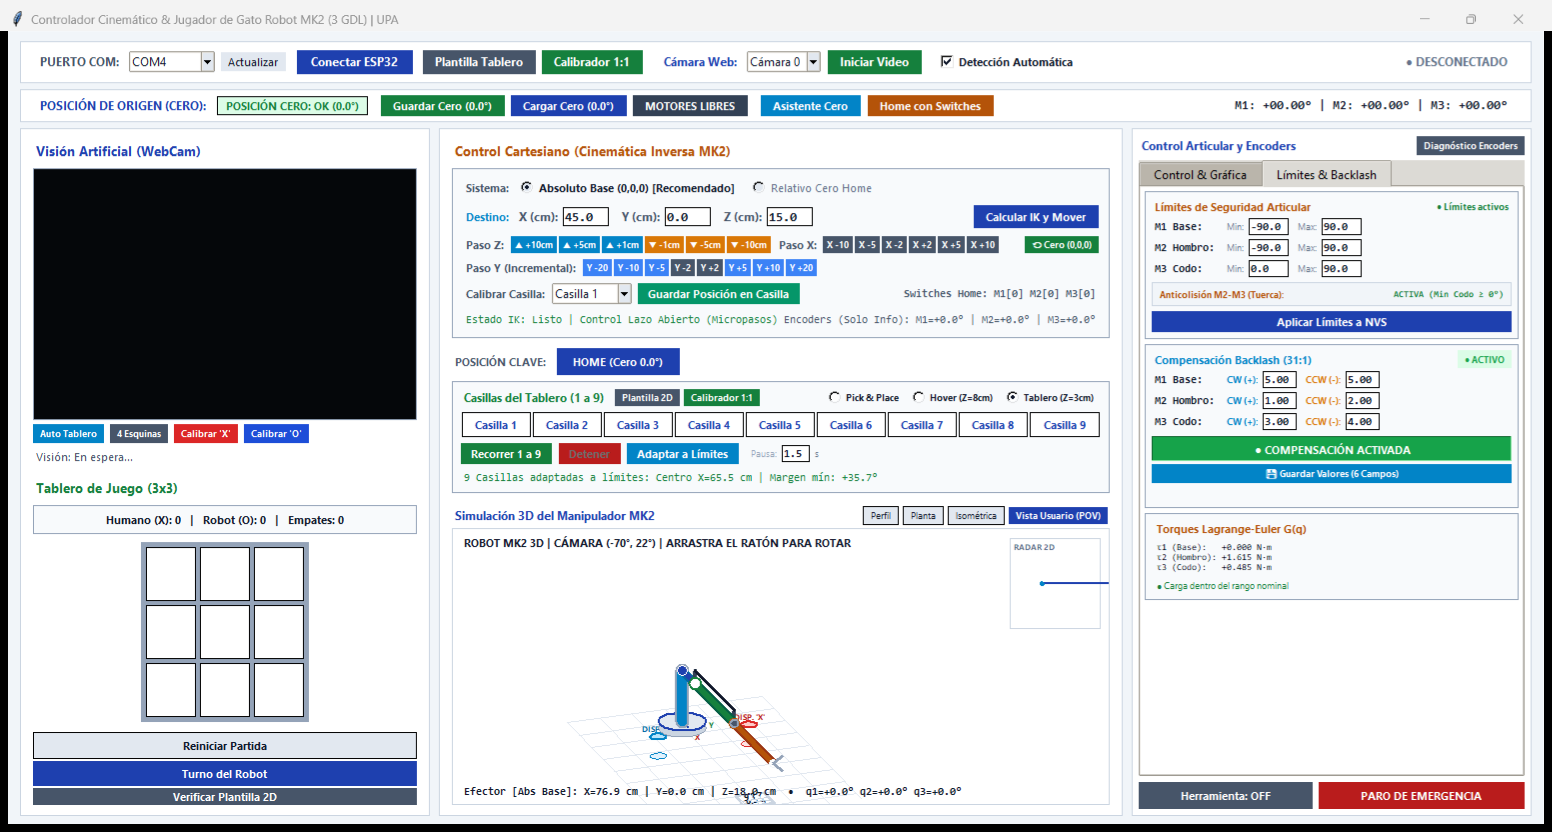 Controlador Cinemático & Jugador de Gato Robot MK2 (3 GDL) | UPA
PUERTO COM: COM4 Actualizar Conectar ESP32 Plantilla Tablero Calibrador 1:1 Cámara Web: Cámara 0 Iniciar Video Detección Automática ● DESCONECTADO
POSICIÓN DE ORIGEN (CERO): POSICIÓN CERO: OK (0.0°) Guardar Cero (0.0°) Cargar Cero (0.0°) MOTORES LIBRES Asistente Cero Home con Switches M1: +00.00° | M2: +00.00° | M3: +00.00°
Visión Artificial (WebCam)
Auto Tablero 4 Esquinas Calibrar 'X' Calibrar 'O'
Visión: En espera...
Tablero de Juego (3x3)
Humano (X): 0 | Robot (O): 0 | Empates: 0
Reiniciar Partida
Turno del Robot
Verificar Plantilla 2D
Control Cartesiano (Cinemática Inversa MK2)
Sistema: Absoluto Base (0,0,0) [Recomendado] Relativo Cero Home
Destino: X (cm): 45.0 Y (cm): 0.0 Z (cm): 15.0 Calcular IK y Mover
Paso Z: ▲ +10cm ▲ +5cm ▲ +1cm ▼ -1cm ▼ -5cm ▼ -10cm Paso X: X -10 X -5 X -2 X +2 X +5 X +10 ⟲ Cero (0,0,0)
Paso Y (Incremental): Y -20 Y -10 Y -5 Y -2 Y +2 Y +5 Y +10 Y +20
Calibrar Casilla: Casilla 1 Guardar Posición en Casilla Switches Home: M1[0] M2[0] M3[0]
Estado IK: Listo | Control Lazo Abierto (Micropasos) Encoders (Solo Info): M1=+0.0° | M2=+0.0° | M3=+0.0°
POSICIÓN CLAVE: HOME (Cero 0.0°)
Casillas del Tablero (1 a 9) Plantilla 2D Calibrador 1:1 Pick & Place Hover (Z=8cm) Tablero (Z=3cm)
Casilla 1 Casilla 2 Casilla 3 Casilla 4 Casilla 5 Casilla 6 Casilla 7 Casilla 8 Casilla 9
Recorrer 1 a 9 Detener Adaptar a Límites Pausa: 1.5 s
9 Casillas adaptadas a límites: Centro X=65.5 cm | Margen mín: +35.7°
Simulación 3D del Manipulador MK2 Perfil Planta Isométrica Vista Usuario (POV)
ROBOT MK2 3D | CÁMARA (-70°, 22°) | ARRASTRA EL RATÓN PARA ROTAR
RADAR 2D
DISP. 'X'
DISP.
Y
X
Efector [Abs Base]: X=76.9 cm | Y=0.0 cm | Z=18.0 cm • q1=+0.0° q2=+0.0° q3=+0.0°
Control Articular y Encoders Diagnóstico Encoders
Control & Gráfica Límites & Backlash
Límites de Seguridad Articular ● Límites activos
M1 Base: Min: -90.0 Max: 90.0
M2 Hombro: Min: -90.0 Max: 90.0
M3 Codo: Min: 0.0 Max: 90.0
Anticolisión M2-M3 (Tuerca): ACTIVA (Min Codo ≥ 0°)
Aplicar Límites a NVS
Compensación Backlash (31:1) ● ACTIVO
M1 Base: CW (+): 5.00 CCW (-): 5.00
M2 Hombro: CW (+): 1.00 CCW (-): 2.00
M3 Codo: CW (+): 3.00 CCW (-): 4.00
● COMPENSACIÓN ACTIVADA
Guardar Valores (6 Campos)
Torques Lagrange-Euler G(q)
τ1 (Base): +0.000 N·m
τ2 (Hombro): +1.615 N·m
τ3 (Codo): +0.485 N·m
● Carga dentro del rango nominal
Herramienta: OFF PARO DE EMERGENCIA